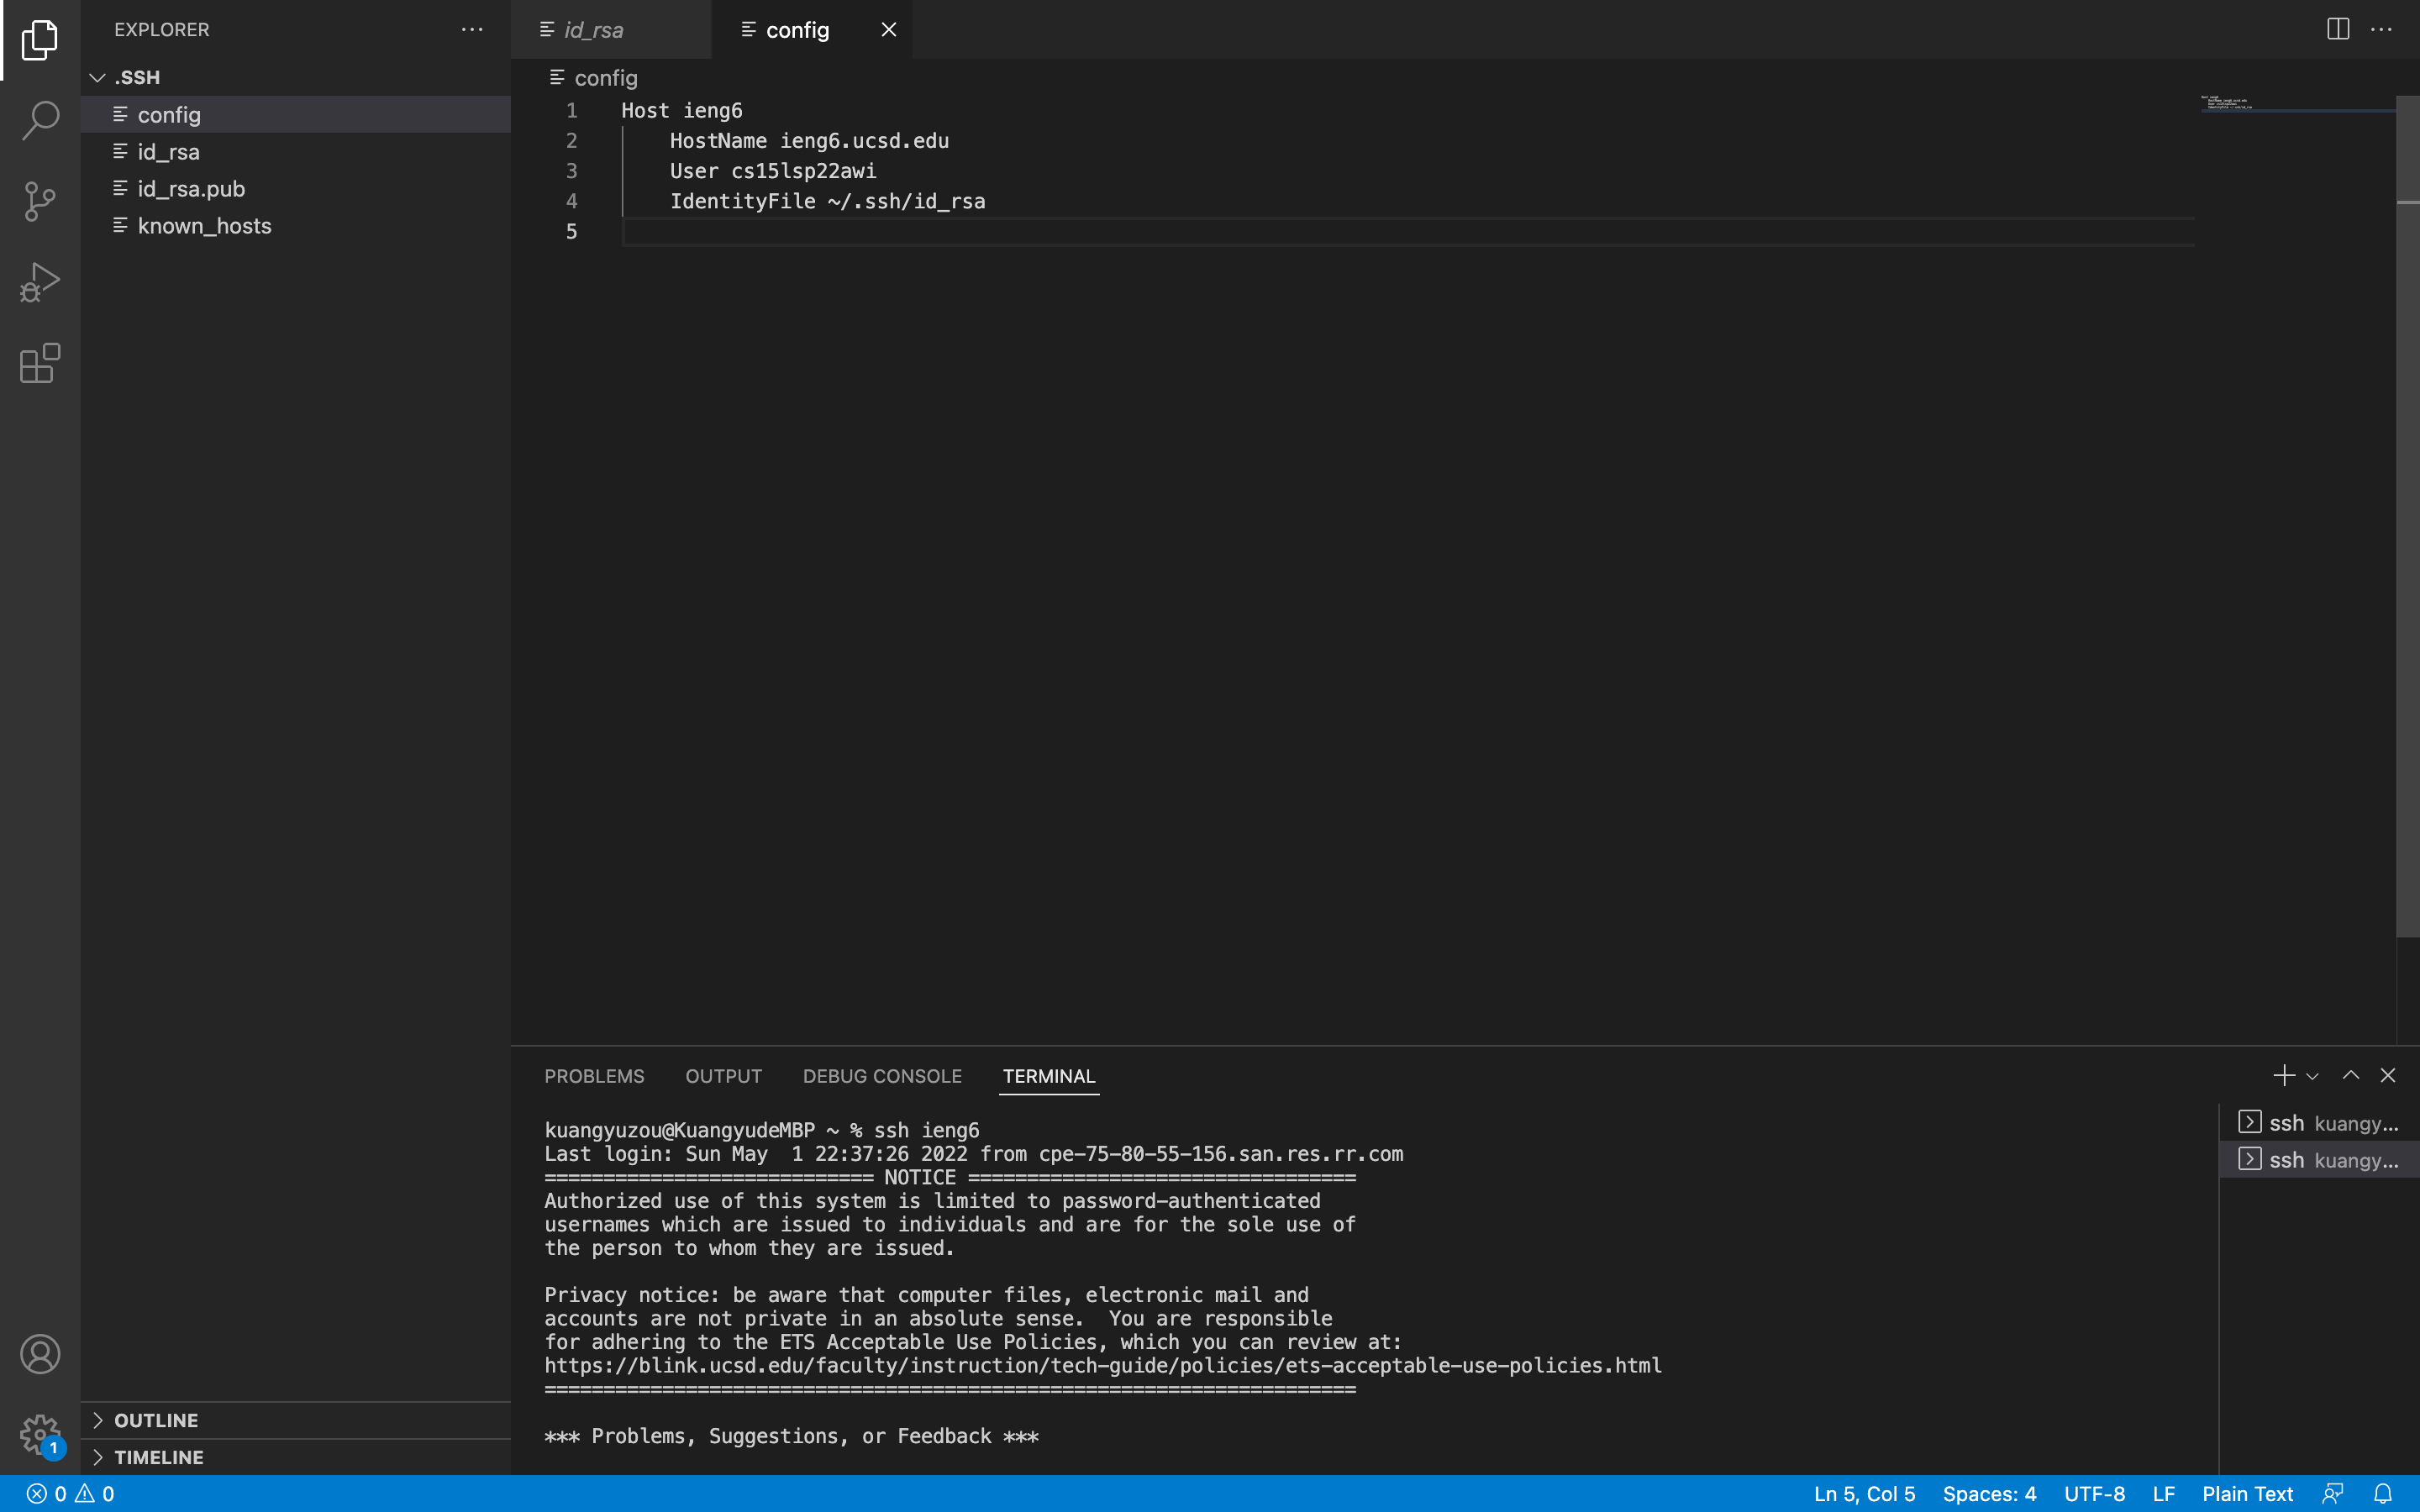 EXPLORER
.SSH
config
id_rsa
id_rsa.pub
known_hosts
OUTLINE
TIMELINE
1
id_rsa
config
config
1 Host ieng6
2 HostName ieng6.ucsd.edu
3 User cs15lsp22awi
4 IdentityFile ~/.ssh/id_rsa
5
PROBLEMS OUTPUT DEBUG CONSOLE TERMINAL
kuangyuzou@KuangyudeMBP ~ % ssh ieng6
Last login: Sun May  1 22:37:26 2022 from cpe-75-80-55-156.san.res.rr.com
============================ NOTICE =================================
Authorized use of this system is limited to password-authenticated
usernames which are issued to individuals and are for the sole use of
the person to whom they are issued.
Privacy notice: be aware that computer files, electronic mail and
accounts are not private in an absolute sense.  You are responsible
for adhering to the ETS Acceptable Use Policies, which you can review at:
https://blink.ucsd.edu/faculty/instruction/tech-guide/policies/ets-acceptable-use-policies.html
=====================================================================
*** Problems, Suggestions, or Feedback ***
ssh kuangy...
ssh kuangy...
0 0
Ln 5, Col 5 Spaces: 4 UTF-8 LF Plain Text